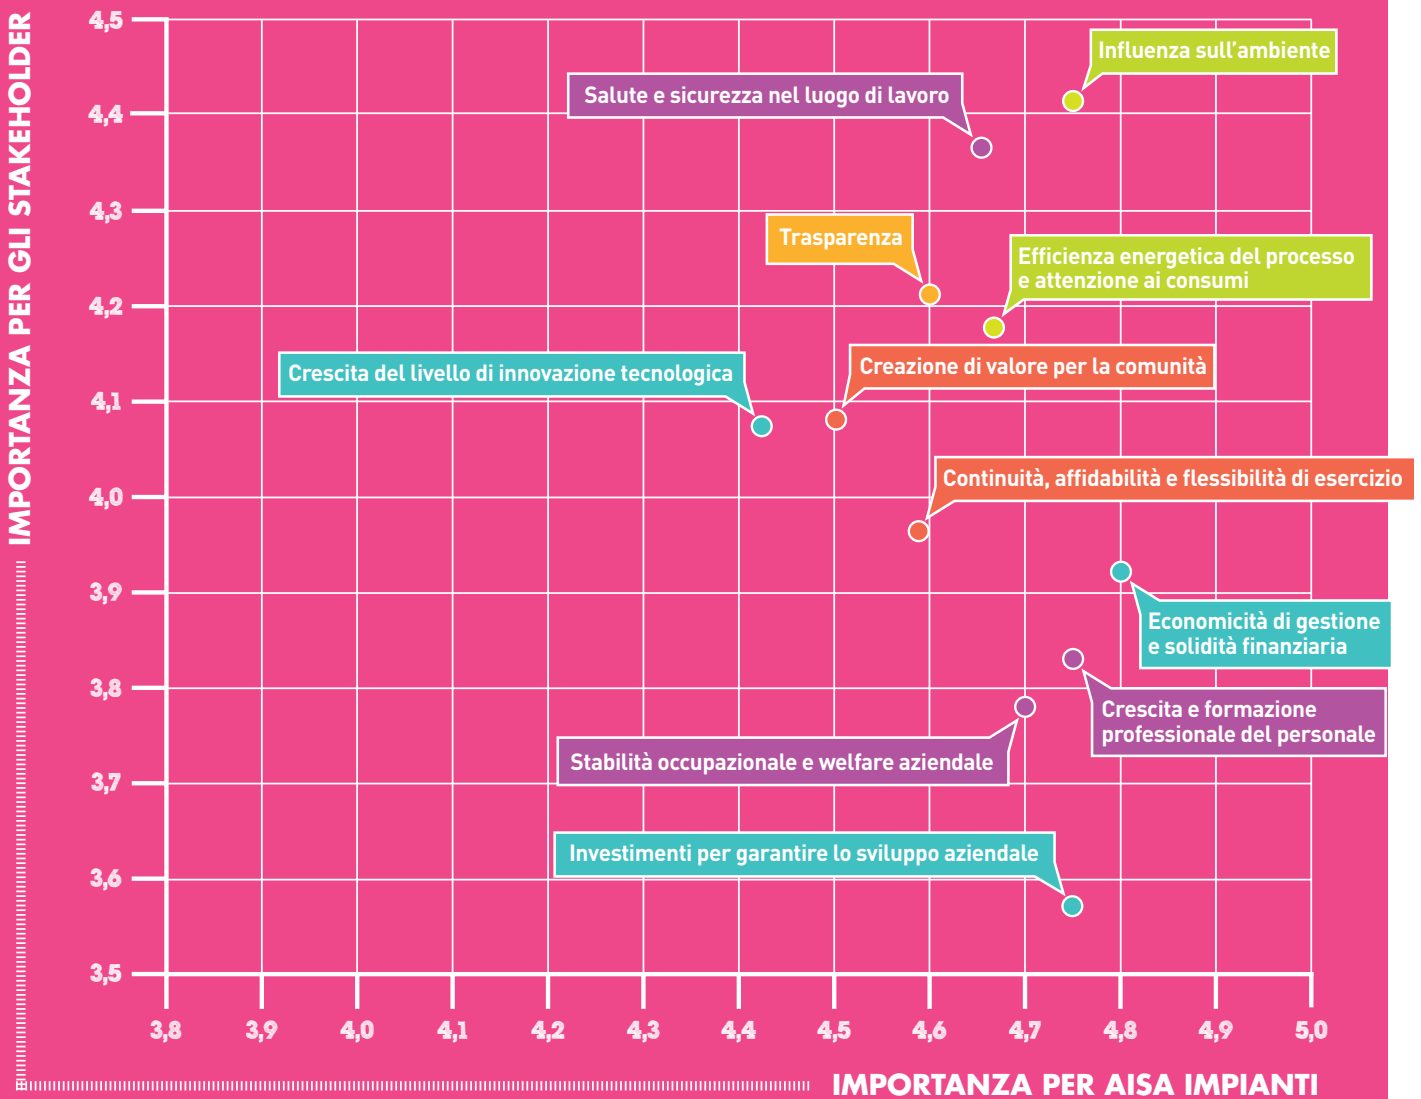 IMPORTANZA PER GLI STAKEHOLDER
4,5
4,4
4,3
4,2
4,1
4,0
3,9
3,8
3,7
3,6
3,5
Influenza sull'ambiente
Salute e sicurezza nel luogo di lavoro
Trasparenza
Efficienza energetica del processo
e attenzione ai consumi
Creazione di valore per la comunità
Crescita del livello di innovazione tecnologica
Continuità, affidabilità e flessibilità di esercizio
Economicità di gestione
e solidità finanziaria
Crescita e formazione
professionale del personale
Stabilità occupazionale e welfare aziendale
Investimenti per garantire lo sviluppo aziendale
3,8 3,9 4,0 4,1 4,2 4,3 4,4 4,5 4,6 4,7 4,8 4,9 5,0
IMPORTANZA PER AISA IMPIANTI